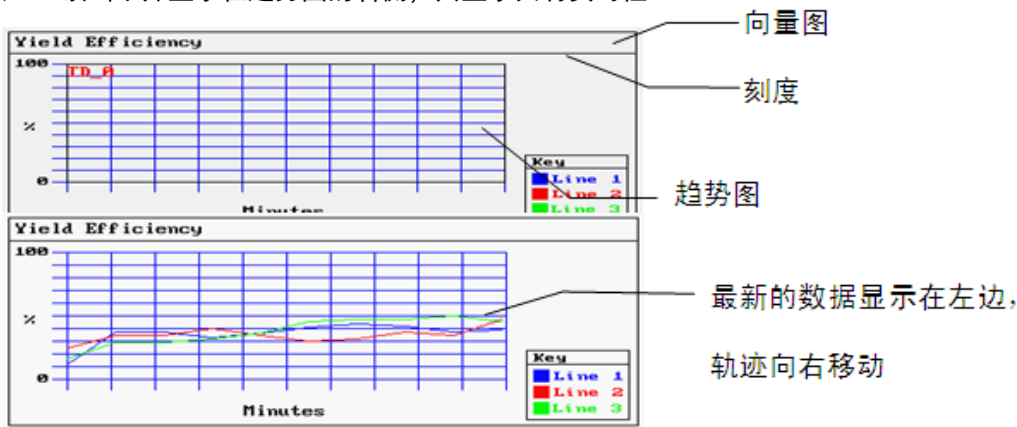 Yield Efficiency
向量图
100
TD_0
刻度
%
Key
Line 1
0
Line 2
趋势图
Minutes
Line 3
Yield Efficiency
100
最新的数据显示在左边，
%
Key
轨迹向右移动
Line 1
0
Line 2
Minutes
Line 3